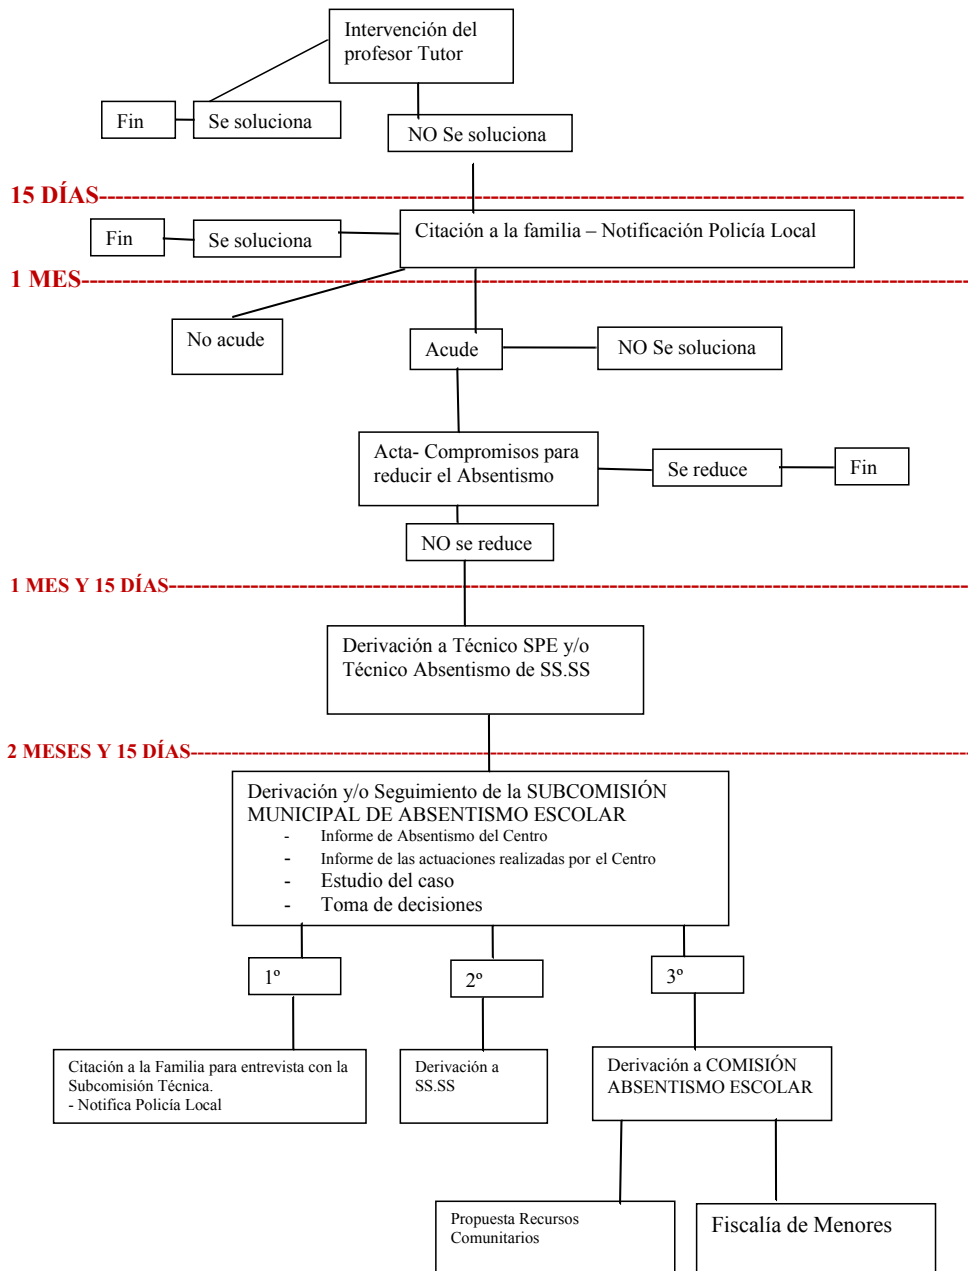 Intervención del
profesor Tutor
Fin
Se soluciona
NO Se soluciona
15 DÍAS
Citación a la familia – Notificación Policía Local
Fin
Se soluciona
1 MES
No acude
Acude
NO Se soluciona
Acta- Compromisos para
reducir el Absentismo
Se reduce
Fin
NO se reduce
1 MES Y 15 DÍAS
Derivación a Técnico SPE y/o
Técnico Absentismo de SS.SS
2 MESES Y 15 DÍAS
Derivación y/o Seguimiento de la SUBCOMISIÓN
MUNICIPAL DE ABSENTISMO ESCOLAR
- Informe de Absentismo del Centro
- Informe de las actuaciones realizadas por el Centro
- Estudio del caso
- Toma de decisiones
1º
2º
3º
Citación a la Familia para entrevista con la
Subcomisión Técnica.
- Notifica Policía Local
Derivación a
SS.SS
Derivación a COMISIÓN
ABSENTISMO ESCOLAR
Propuesta Recursos
Comunitarios
Fiscalía de Menores